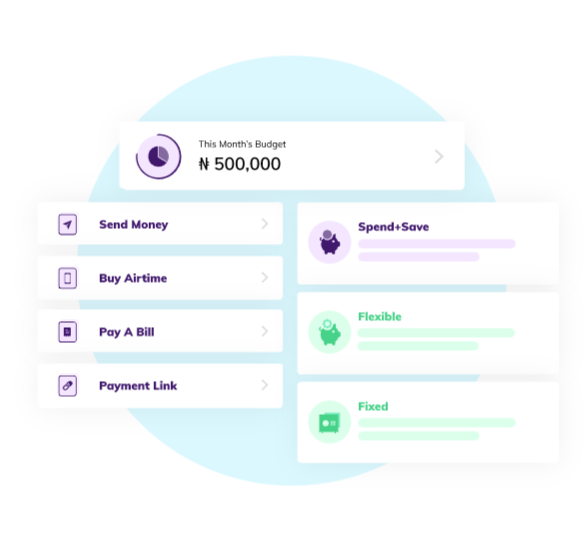 This Month's Budget
₦ 500,000
Send Money
Buy Airtime
Pay A Bill
Payment Link
Spend+Save
Flexible
Fixed